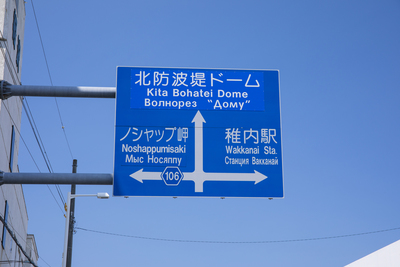 北防波堤ドーム
Kita Bohatei Dome
Волнорез "Дому"
ノシャップ岬
Noshappumisaki
Мыс Носаппу
稚内駅
Wakkanai Sta.
Станция Вакканай
106